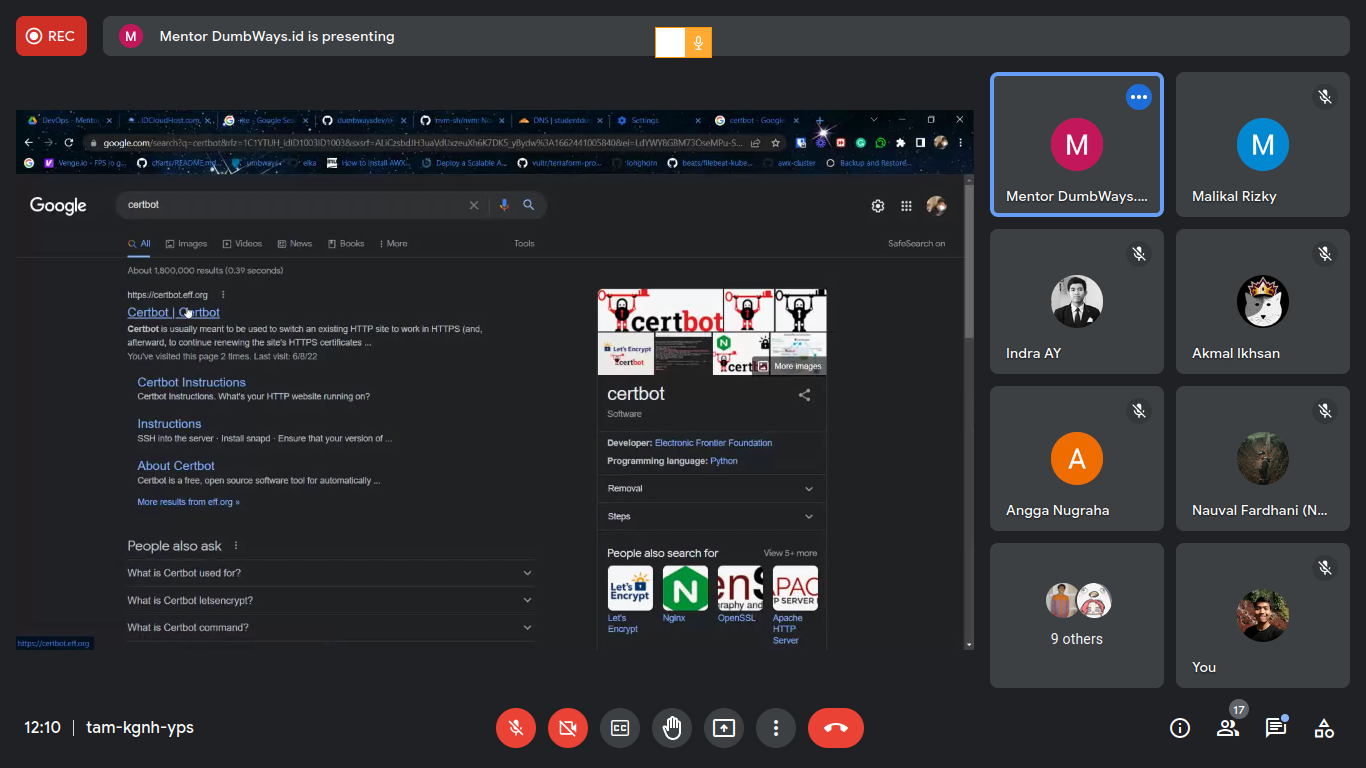 REC
M
Mentor DumbWays.id is presenting
DevOps - Mento
IDCloudHost.com
- Google Se
dumbwaysdev/
nvm-sh/nvm: No
DNS | studentdu
Settings
certbot - Google
google.com/search?q=certbot&rlz=
Venge.io - FPS io g...
charts/README.md...
umbways
elka
How to install AWX...
Deploy a Scalable A...
vultr/terraform-pro...
longhorn
beats/filebeat-kube...
awx-cluster
Backup and Restor...
Google
certbot
All
Images
Videos
News
Books
More
Tools
SafeSearch on
About 1,800,000 results (0.39 seconds)
https://certbot.eff.org
Certbot | Certbot
Certbot is usually meant to be used to switch an existing HTTP site to work in HTTPS (and,
afterward, to continue renewing the site's HTTPS certificates ...
You've visited this page 2 times. Last visit: 6/8/22
Certbot Instructions
Certbot Instructions. What's your HTTP website running on?
Instructions
SSH into the server · Install snapd · Ensure that your version of ...
About Certbot
Certbot is a free, open source software tool for automatically ...
More results from eff.org »
People also ask
What is Certbot used for?
What is Certbot letsencrypt?
What is Certbot command?
https://certbot.eff.org
certbot
Let's Encrypt
certbot
More images
certbot
Software
Developer: Electronic Frontier Foundation
Programming language: Python
Removal
Steps
People also search for
View 5+ more
Let's
Encrypt
N
Let's
Encrypt
Nginx
OpenSSL
Apache
HTTP
Server
M
Mentor DumbWays....
M
Malikal Rizky
Indra AY
Akmal Ikhsan
A
Angga Nugraha
Nauval Fardhani (N...
9 others
You
12:10
tam-kgnh-yps
17